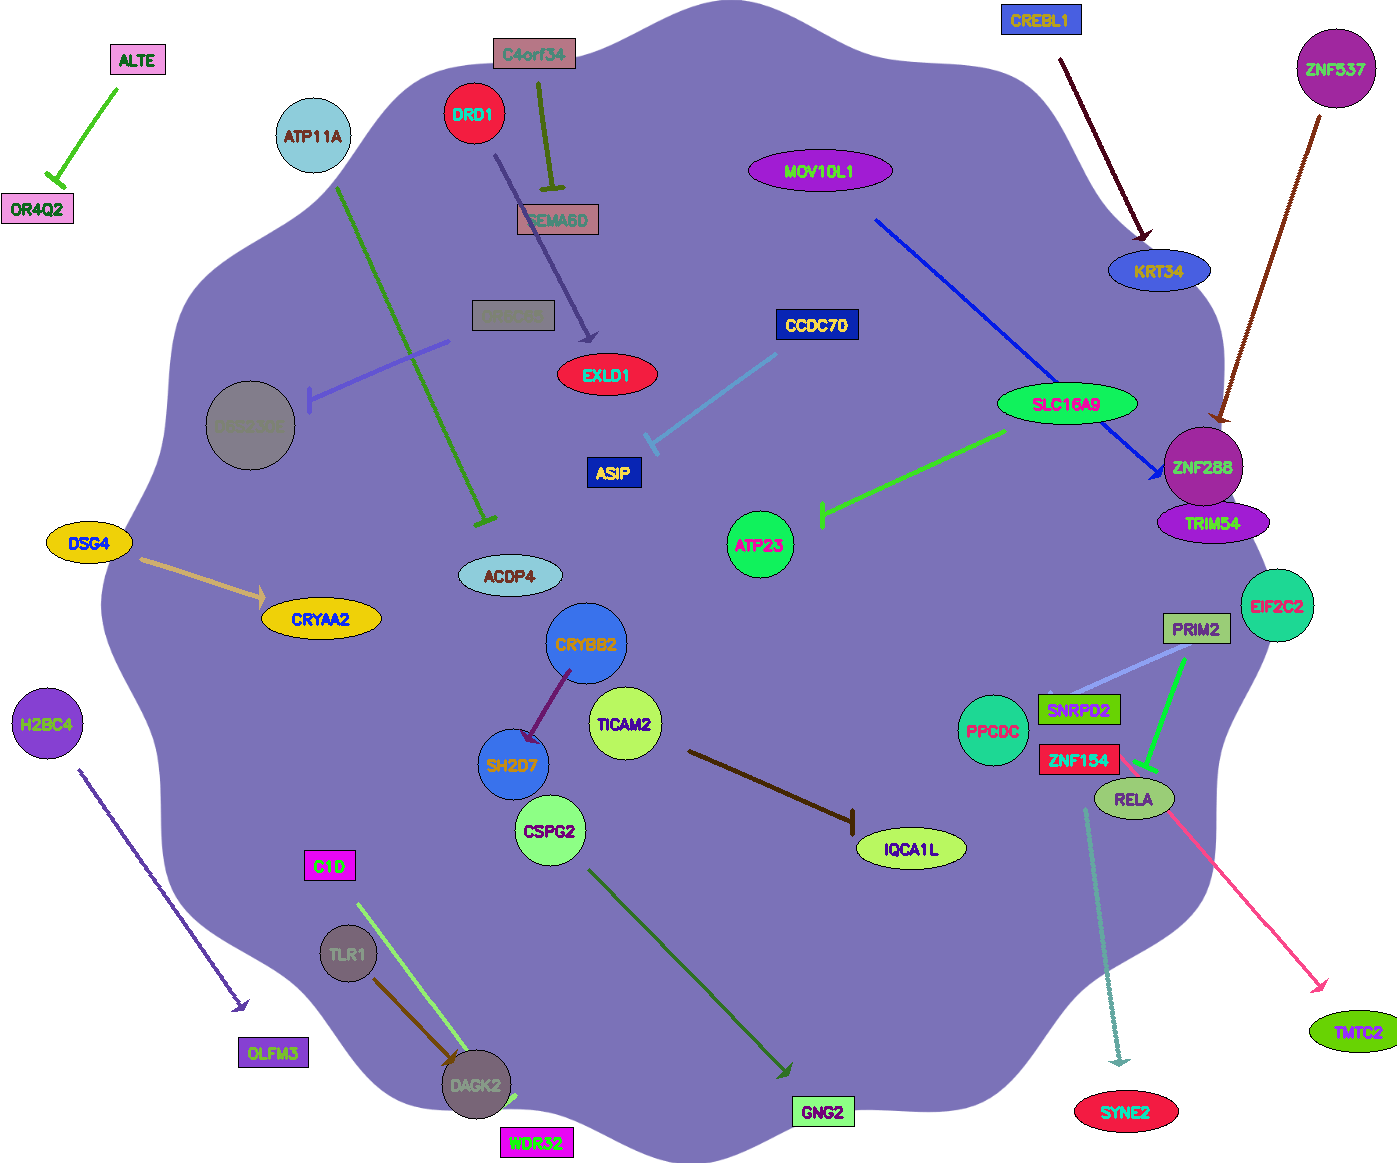 CREBL1
ALTE
C4orf34
ZNF537
DRD1
ATP11A
MOV10L1
OR4Q2
SEMA6D
KRT34
CCDC70
EXLD1
SLC16A9
ASIP
ZNF288
TRIM54
DSG4
ATP23
ACDP4
EIF2C2
CRYAA2
PRIM2
CRYBB2
SNRPD2
H2BC4
TICAM2
PPCDC
ZNF154
SH2D7
RELA
CSPG2
IQCA1L
C1D
TLR1
TMTC2
OLFM3
DAGK2
GNG2
SYNE2
WDR32